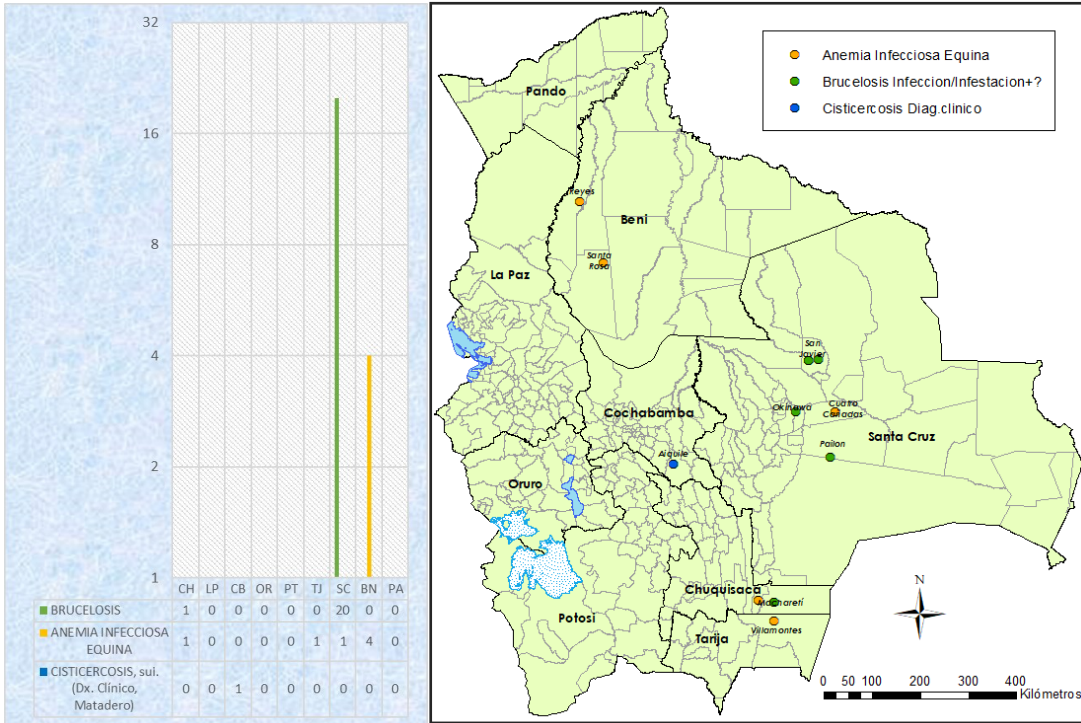 32
16
8
4
2
1
CH LP CB OR PT TJ SC BN PA
BRUCELOSIS 1 0 0 0 0 0 20 0 0
ANEMIA INFECCIOSA
EQUINA 1 0 0 0 0 1 1 4 0
CISTICERCOSIS, sui.
(Dx. Clínico,
Matadero) 0 0 1 0 0 0 0 0 0
Anemia Infecciosa Equina
Brucelosis Infeccion/Infestacion+?
Cisticercosis Diag.clinico
Pando
Reyes
Beni
Santa
Rosa
La Paz
San
Javier
Cochabamba
Okinawa
Cuatro
Cañadas
Santa Cruz
Pailon
Aiquile
Oruro
Chuquisaca
Macharetí
Potosí
Tarija
Villamontes
N
0 50 100 200 300 400
Kilómetros